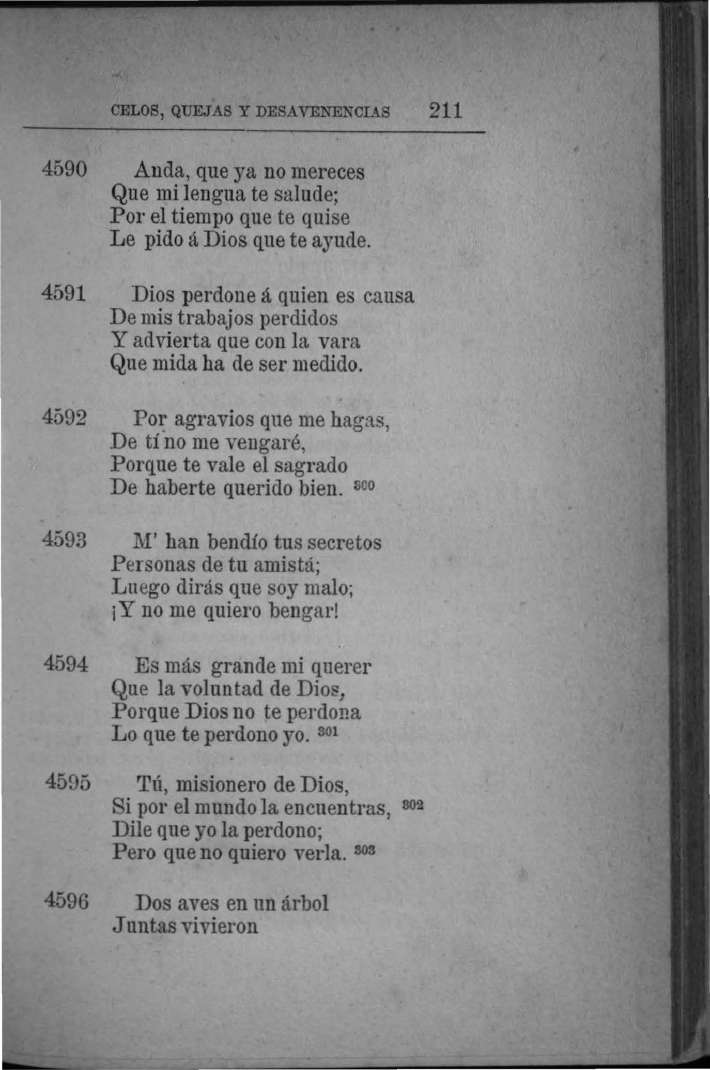 CELOS, QUEJAS Y DESAVENENCIAS 211
4590 Anda, que ya no mereces
Que mi lengua te salude;
Por el tiempo que te quise
Le pido á Dios que te ayude.
4591 Dios perdone á quien es causa
De mis trabajos perdidos
Y advierta que con la vara
Que mida ha de ser medido.
4592 Por agravios que me hagas,
De tí no me vengaré,
Porque te vale el sagrado
De haberte querido bien. 300
4593 M' han bendío tus secretos
Personas de tu amistá;
Luego dirás que soy malo;
¡Y no me quiero bengar!
4594 Es más grande mi querer
Que la voluntad de Dios,
Porque Dios no te perdona
Lo que te perdono yo. 301
4595 Tú, misionero de Dios,
Si por el mundo la encuentras, 302
Dile que yo la perdono;
Pero que no quiero verla. 303
4596 Dos aves en un árbol
Juntas vivieron